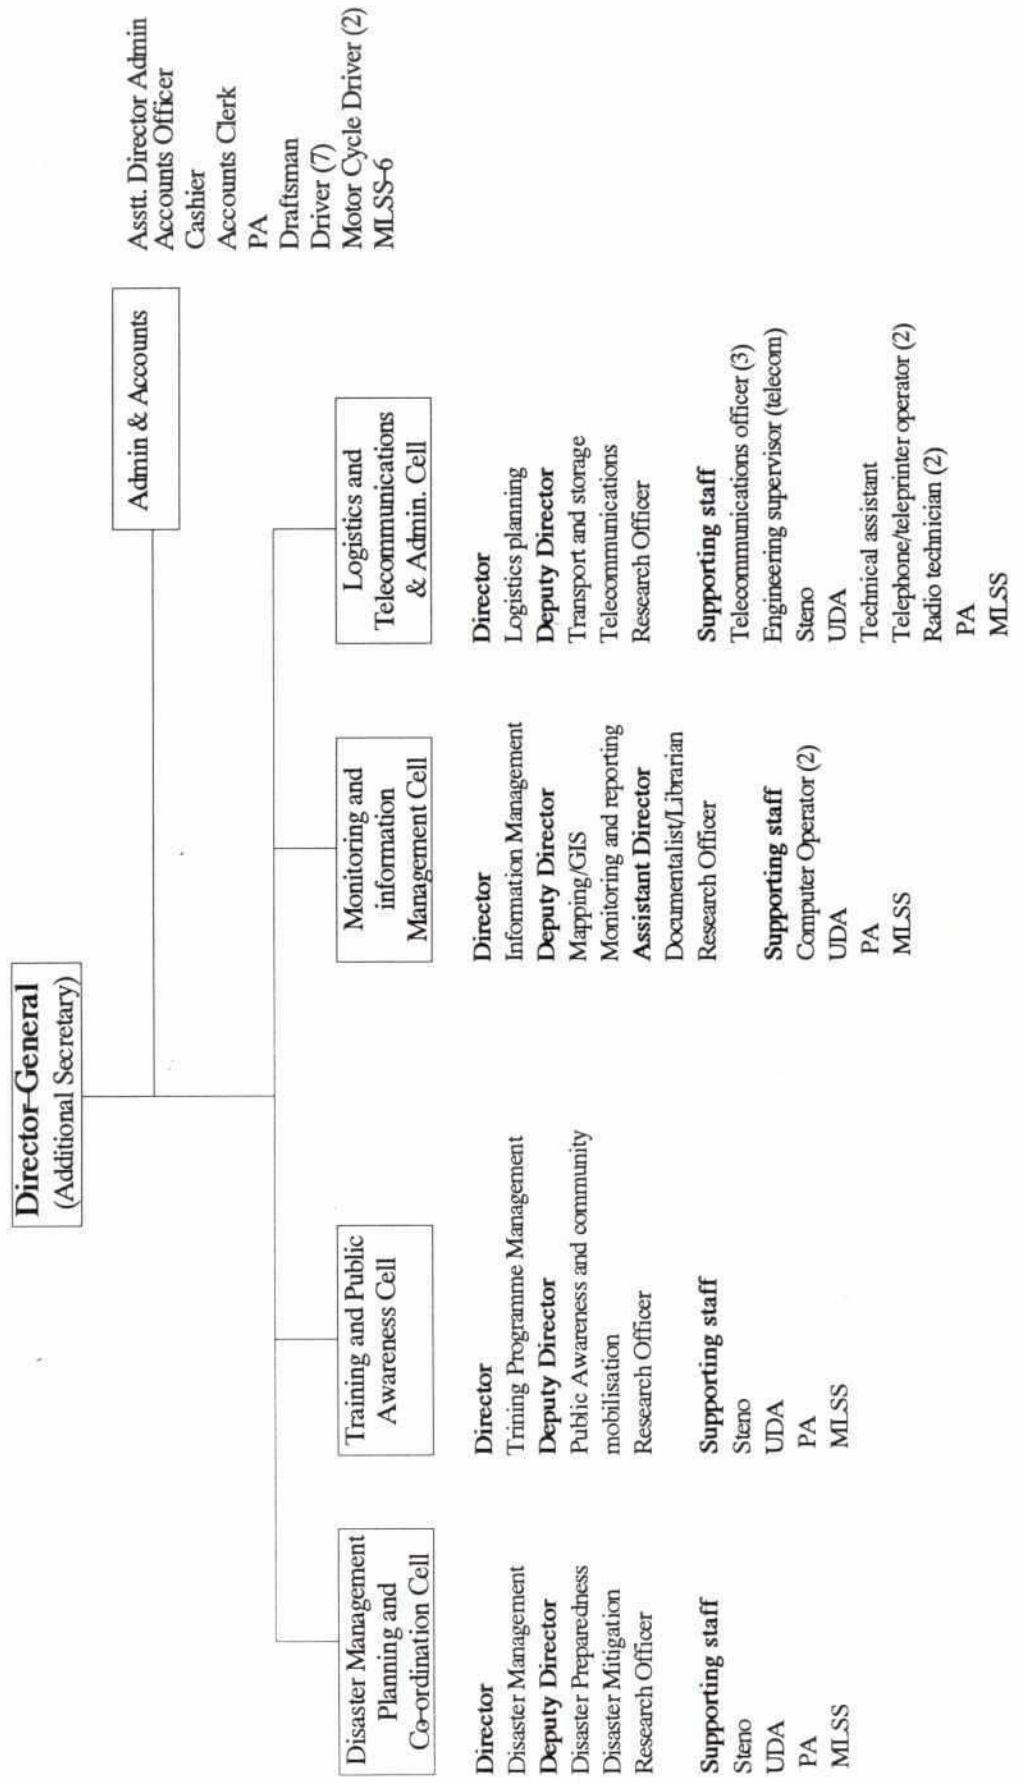 Director-General
(Additional Secretary)
Admin & Accounts
Asstt. Director Admin
Accounts Officer
Cashier
Accounts Clerk
PA
Draftsman
Driver (7)
Motor Cycle Driver (2)
MLSS-6
Disaster Management
Planning and
Co-ordination Cell
Director
Disaster Management
Deputy Director
Disaster Preparedness
Disaster Mitigation
Research Officer
Supporting staff
Steno
UDA
PA
MLSS
Training and Public
Awareness Cell
Director
Trining Programme Management
Deputy Director
Public Awareness and community
mobilisation
Research Officer
Supporting staff
Steno
UDA
PA
MLSS
Monitoring and
information
Management Cell
Director
Information Management
Deputy Director
Mapping/GIS
Monitoring and reporting
Assistant Director
Documentalist/Librarian
Research Officer
Supporting staff
Computer Operator (2)
UDA
PA
MLSS
Logistics and
Telecommunications
& Admin. Cell
Director
Logistics planning
Deputy Director
Transport and storage
Telecommunications
Research Officer
Supporting staff
Telecommunications officer (3)
Engineering supervisor (telecom)
Steno
UDA
Technical assistant
Telephone/teleprinter operator (2)
Radio technician (2)
PA
MLSS